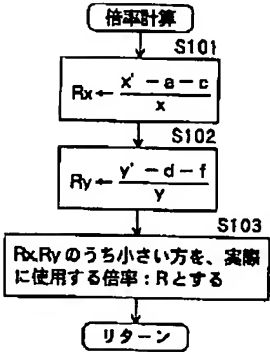 倍率計算
S101
Rx← x' − a − c / x
S102
Ry← y' − d − f / y
S103
Rx,Ryのうち小さい方を、実際
に使用する倍率：Rとする
リターン